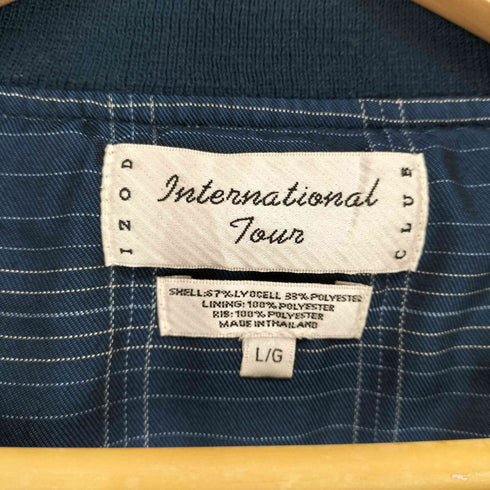 IZOD
International
Tour
CLUB
SHELL:67%LYOCELL 33%POLYESTER
LINING:100%POLYESTER
RIB:100%POLYESTER
MADE IN THAILAND
L/G